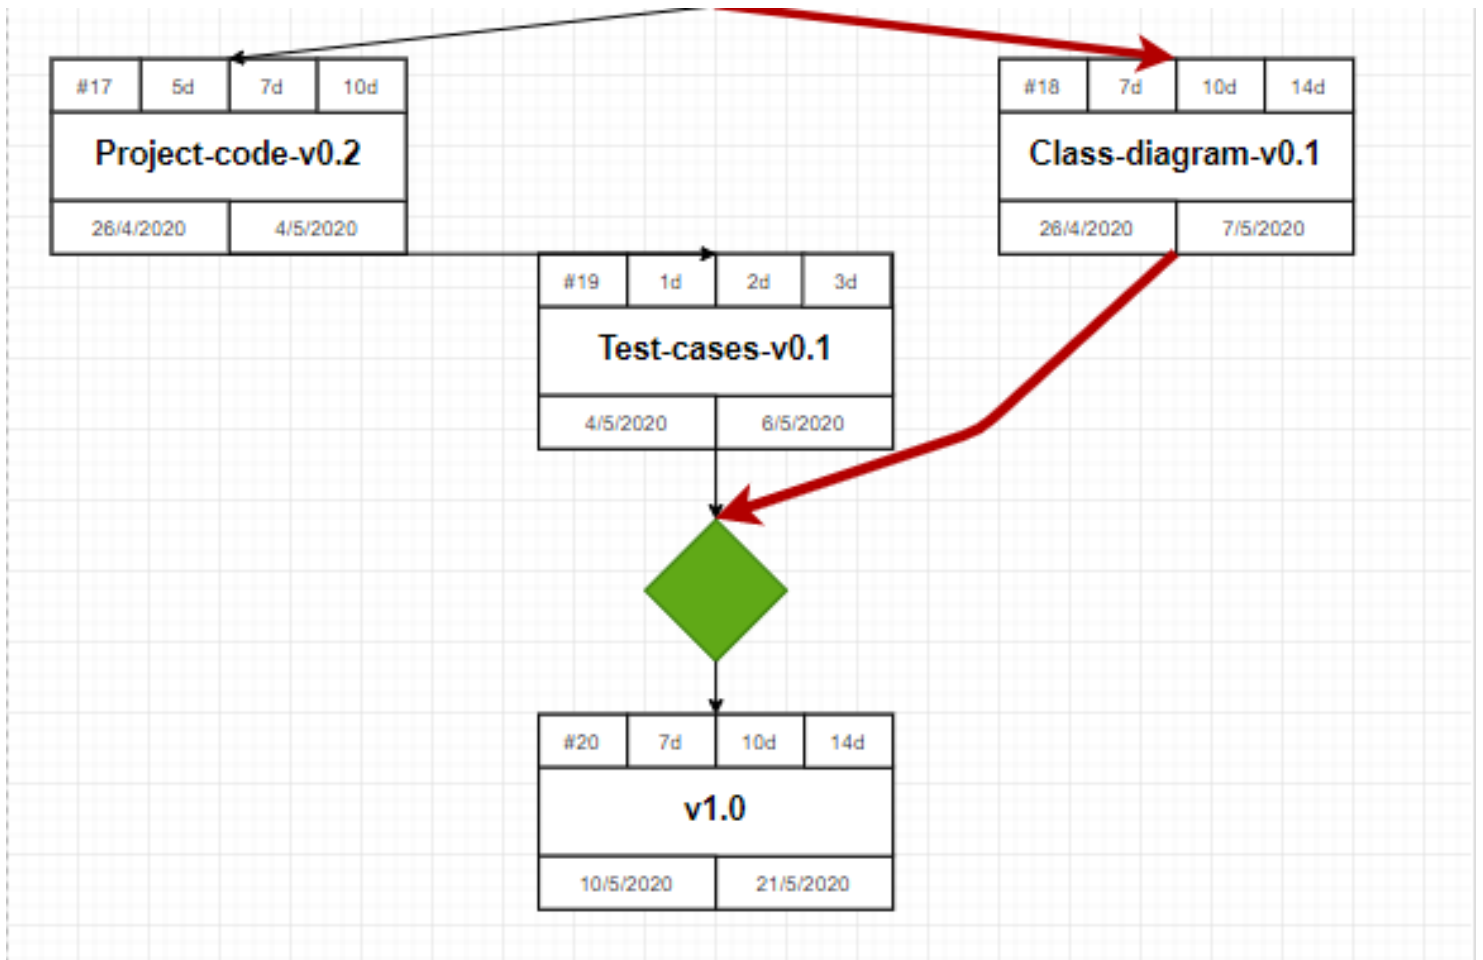 #17 5d 7d 10d
Project-code-v0.2
26/4/2020 4/5/2020
#18 7d 10d 14d
Class-diagram-v0.1
26/4/2020 7/5/2020
#19 1d 2d 3d
Test-cases-v0.1
4/5/2020 6/5/2020
#20 7d 10d 14d
v1.0
10/5/2020 21/5/2020